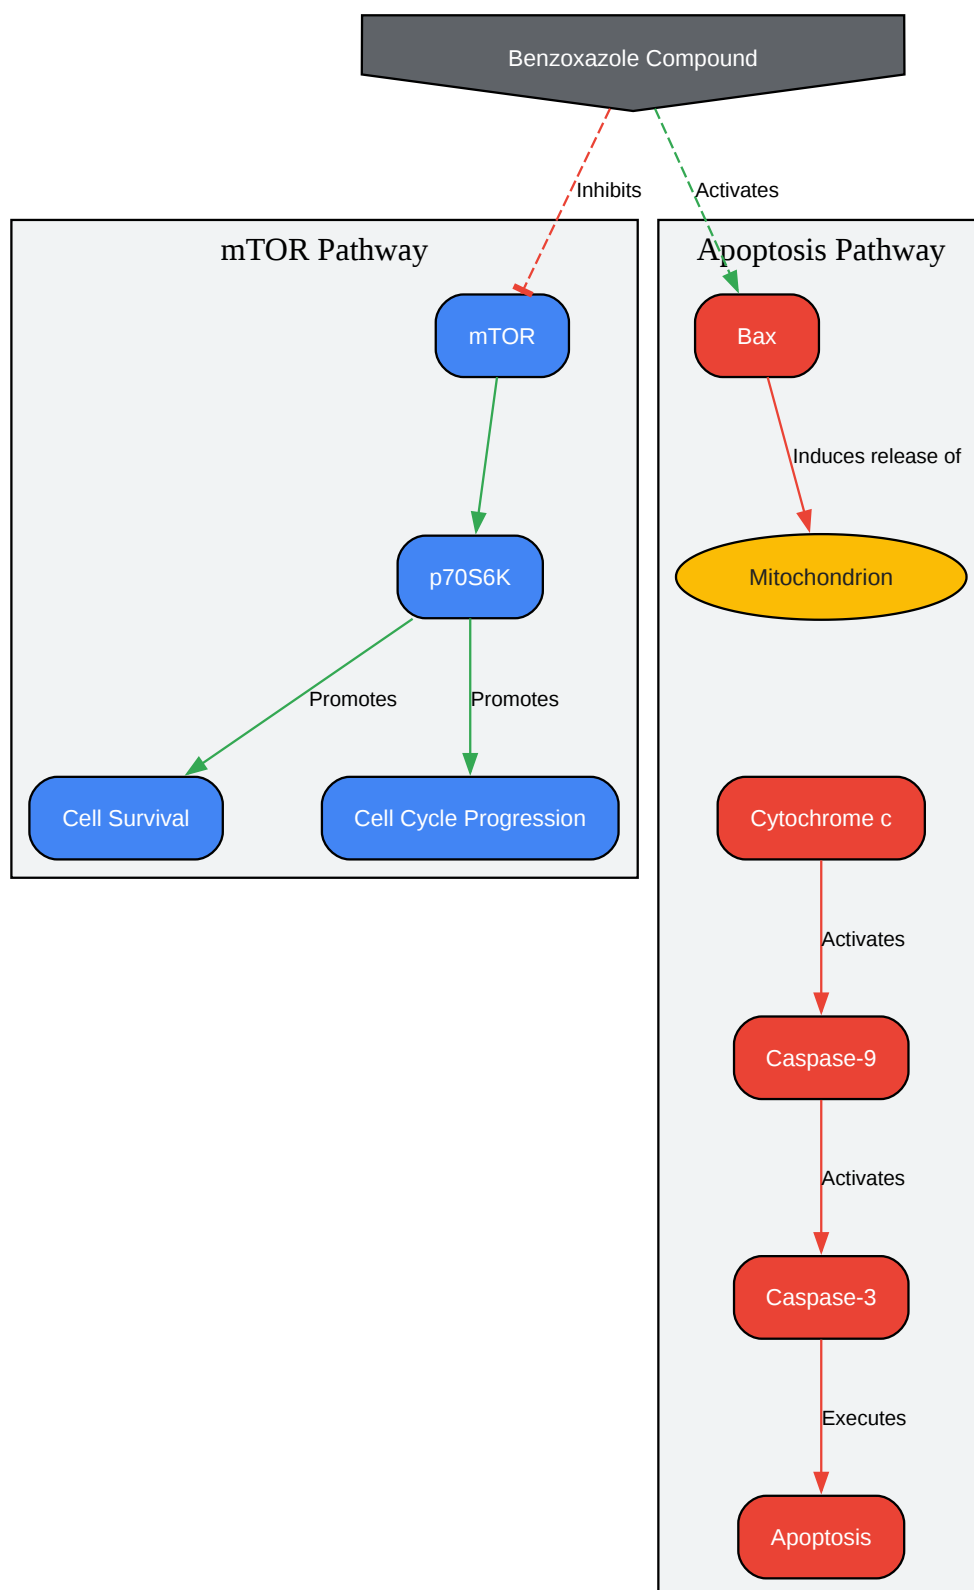 Benzoxazole Compound
Inhibits
Activates
mTOR Pathway
Apoptosis Pathway
mTOR
Bax
Induces release of
p70S6K
Mitochondrion
Promotes
Promotes
Cell Survival
Cell Cycle Progression
Cytochrome c
Activates
Caspase-9
Activates
Caspase-3
Executes
Apoptosis